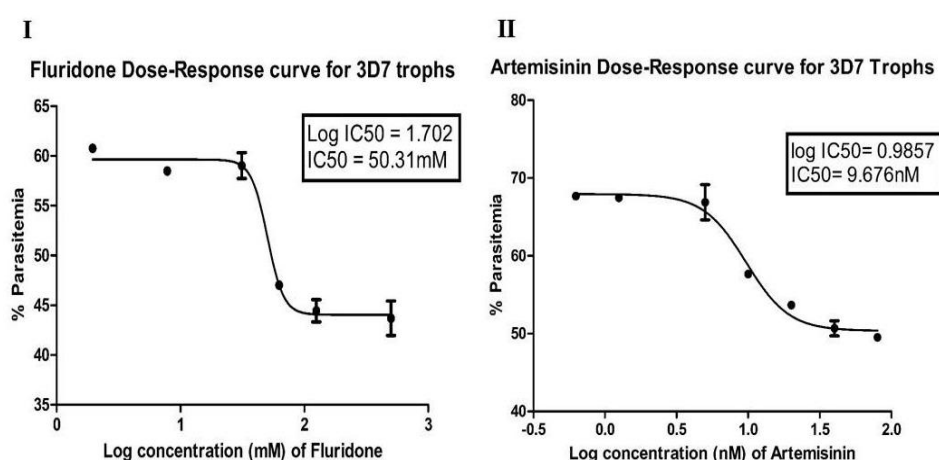 I
Fluridone Dose-Response curve for 3D7 trophs
Log IC50 = 1.702
IC50 = 50.31mM
% Parasitemia
65
60
55
50
45
40
35
0
1
2
3
Log concentration (mM) of Fluridone
II
Artemisinin Dose-Response curve for 3D7 Trophs
log IC50= 0.9857
IC50= 9.676nM
% Parasitemia
80
70
60
50
40
-0.5
0.0
0.5
1.0
1.5
2.0
Log concentration (nM) of Artemisinin